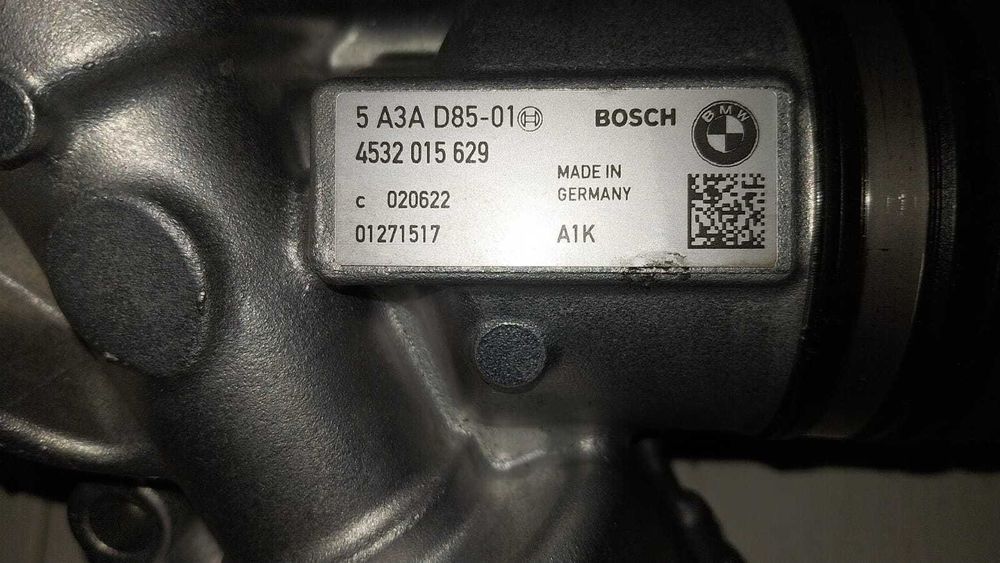 5 A3A D85-01 BOSCH BMW
4532 015 629
MADE IN
GERMANY
c 020622
01271517 A1K